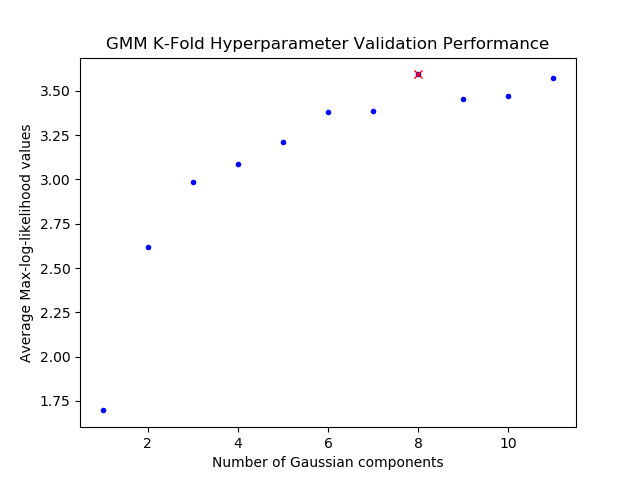 GMM K-Fold Hyperparameter Validation Performance
3.50
3.25
3.00
2.75
2.50
2.25
2.00
1.75
Average Max-log-likelihood values
2 4 6 8 10
Number of Gaussian components